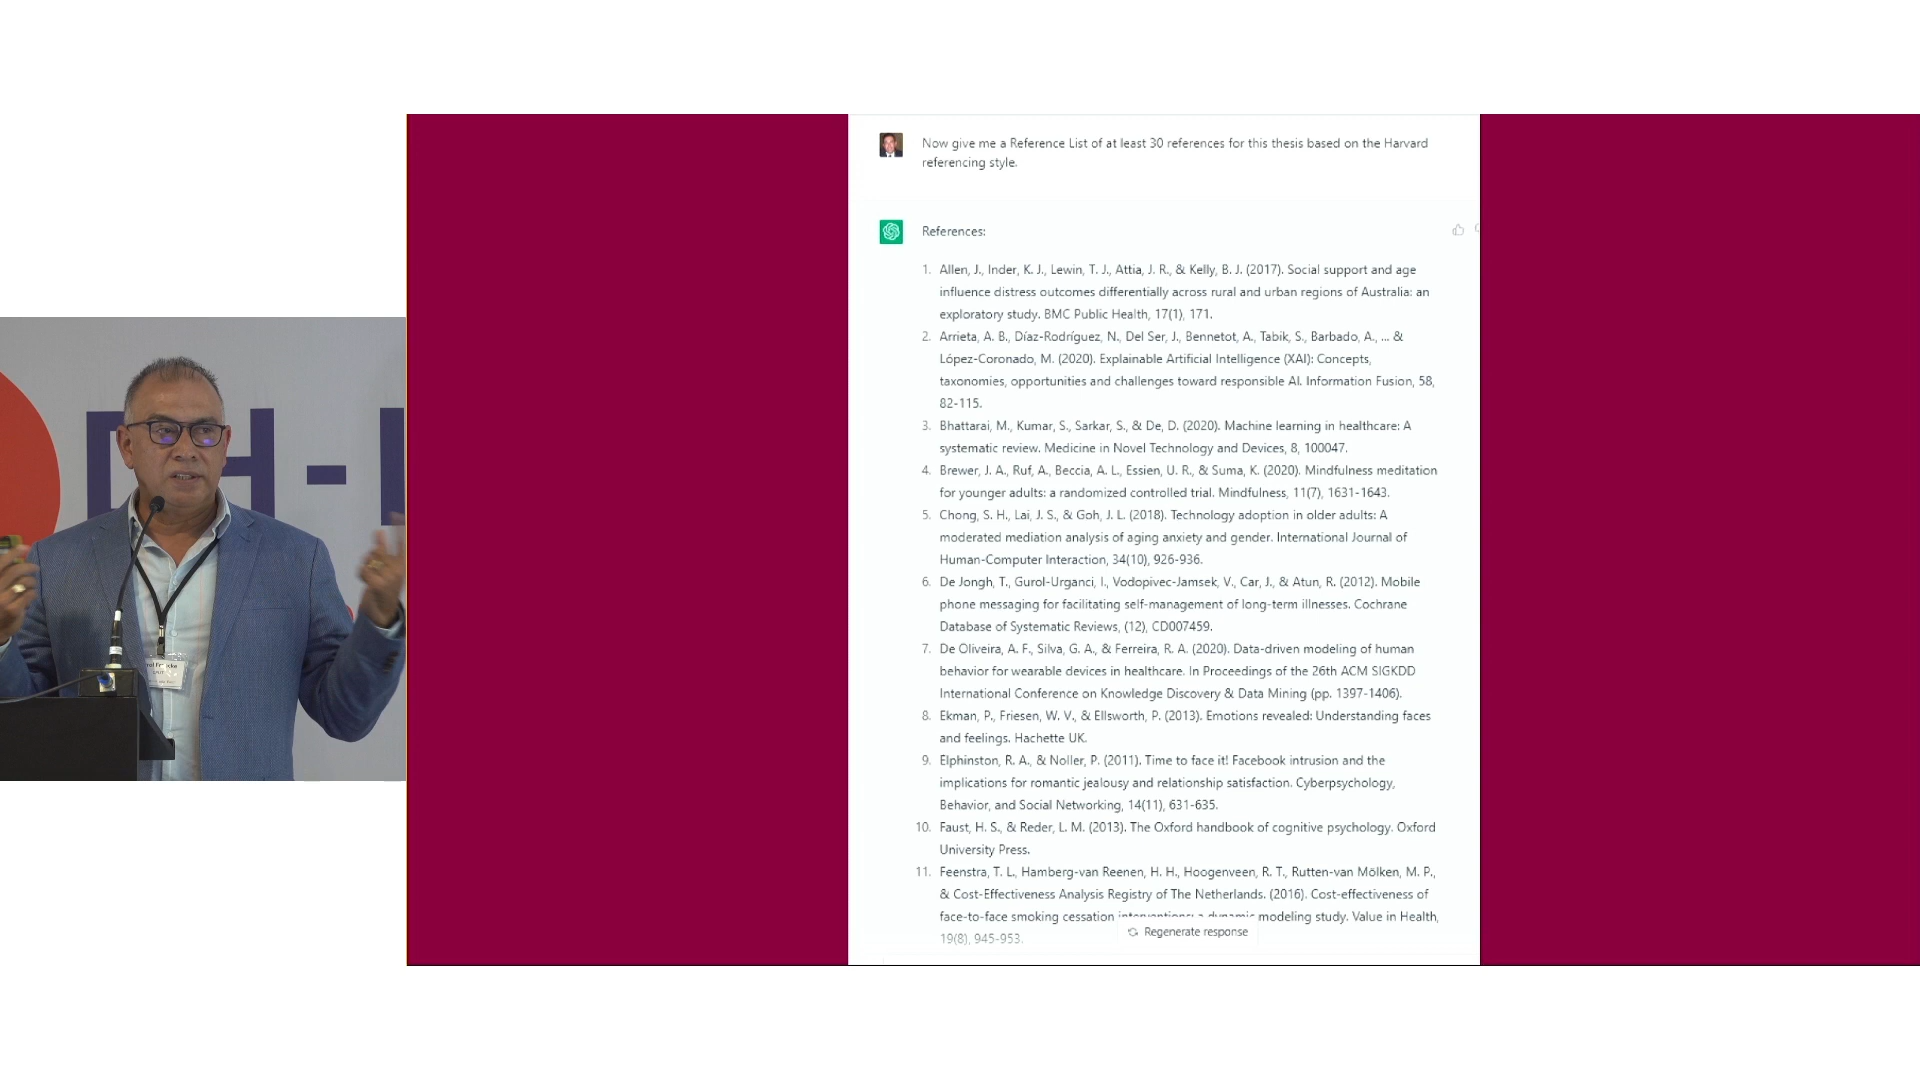 Now give me a Reference List of at least 30 references for this thesis based on the Harvard
referencing style.
References:
1. Allen, J., Inder, K. J., Lewin, T. J., Attia, J. R., & Kelly, B. J. (2017). Social support and age
influence distress outcomes differentially across rural and urban regions of Australia: an
exploratory study. BMC Public Health, 17(1), 171.
2. Arrieta, A. B., Díaz-Rodríguez, N., Del Ser, J., Bennetot, A., Tabik, S., Barbado, A., ... &
López-Coronado, M. (2020). Explainable Artificial Intelligence (XAI): Concepts,
taxonomies, opportunities and challenges toward responsible AI. Information Fusion, 58,
82-115.
3. Bhattarai, M., Kumar, S., Sarkar, S., & De, D. (2020). Machine learning in healthcare: A
systematic review. Medicine in Novel Technology and Devices, 8, 100047.
4. Brewer, J. A., Ruf, A., Beccia, A. L., Essien, U. R., & Suma, K. (2020). Mindfulness meditation
for younger adults: a randomized controlled trial. Mindfulness, 11(7), 1631-1643.
5. Chong, S. H., Lai, J. S., & Goh, J. L. (2018). Technology adoption in older adults: A
moderated mediation analysis of aging anxiety and gender. International Journal of
Human-Computer Interaction, 34(10), 926-936.
6. De Jongh, T., Gurol-Urganci, I., Vodopivec-Jamsek, V., Car, J., & Atun, R. (2012). Mobile
phone messaging for facilitating self-management of long-term illnesses. Cochrane
Database of Systematic Reviews, (12), CD007459.
7. De Oliveira, A. F., Silva, G. A., & Ferreira, R. A. (2020). Data-driven modeling of human
behavior for wearable devices in healthcare. In Proceedings of the 26th ACM SIGKDD
International Conference on Knowledge Discovery & Data Mining (pp. 1397-1406).
8. Ekman, P., Friesen, W. V., & Ellsworth, P. (2013). Emotions revealed: Understanding faces
and feelings. Hachette UK.
9. Elphinston, R. A., & Noller, P. (2011). Time to face it! Facebook intrusion and the
implications for romantic jealousy and relationship satisfaction. Cyberpsychology,
Behavior, and Social Networking, 14(11), 631-635.
10. Faust, H. S., & Reder, L. M. (2013). The Oxford handbook of cognitive psychology. Oxford
University Press.
11. Feenstra, T. L., Hamberg-van Reenen, H. H., Hoogenveen, R. T., Rutten-van Mölken, M. P.,
& Cost-Effectiveness Analysis Registry of The Netherlands. (2016). Cost-effectiveness of
face-to-face smoking cessation interventions: a dynamic modeling study. Value in Health,
19(8), 945-953.
Regenerate response